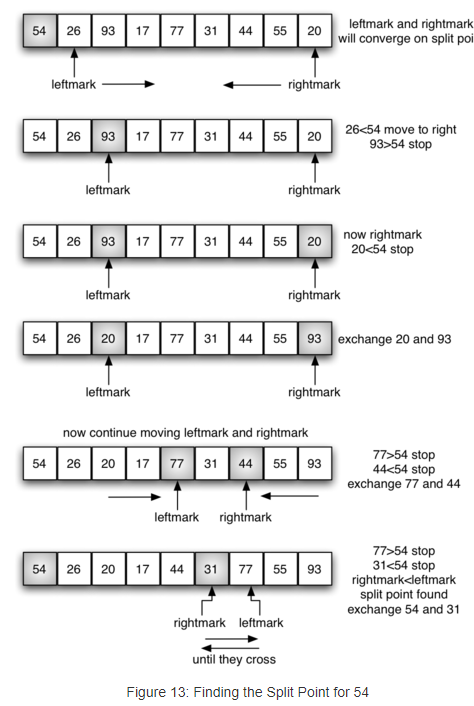 54 26 93 17 77 31 44 55 20
leftmark and rightmark
will converge on split poi
leftmark rightmark
54 26 93 17 77 31 44 55 20
26<54 move to right
93>54 stop
leftmark rightmark
54 26 93 17 77 31 44 55 20
now rightmark
20<54 stop
leftmark rightmark
54 26 20 17 77 31 44 55 93
exchange 20 and 93
leftmark rightmark
now continue moving leftmark and rightmark
54 26 20 17 77 31 44 55 93
77>54 stop
44<54 stop
exchange 77 and 44
leftmark rightmark
54 26 20 17 44 31 77 55 93
77>54 stop
31<54 stop
rightmark<leftmark
split point found
exchange 54 and 31
rightmark leftmark
until they cross
Figure 13: Finding the Split Point for 54